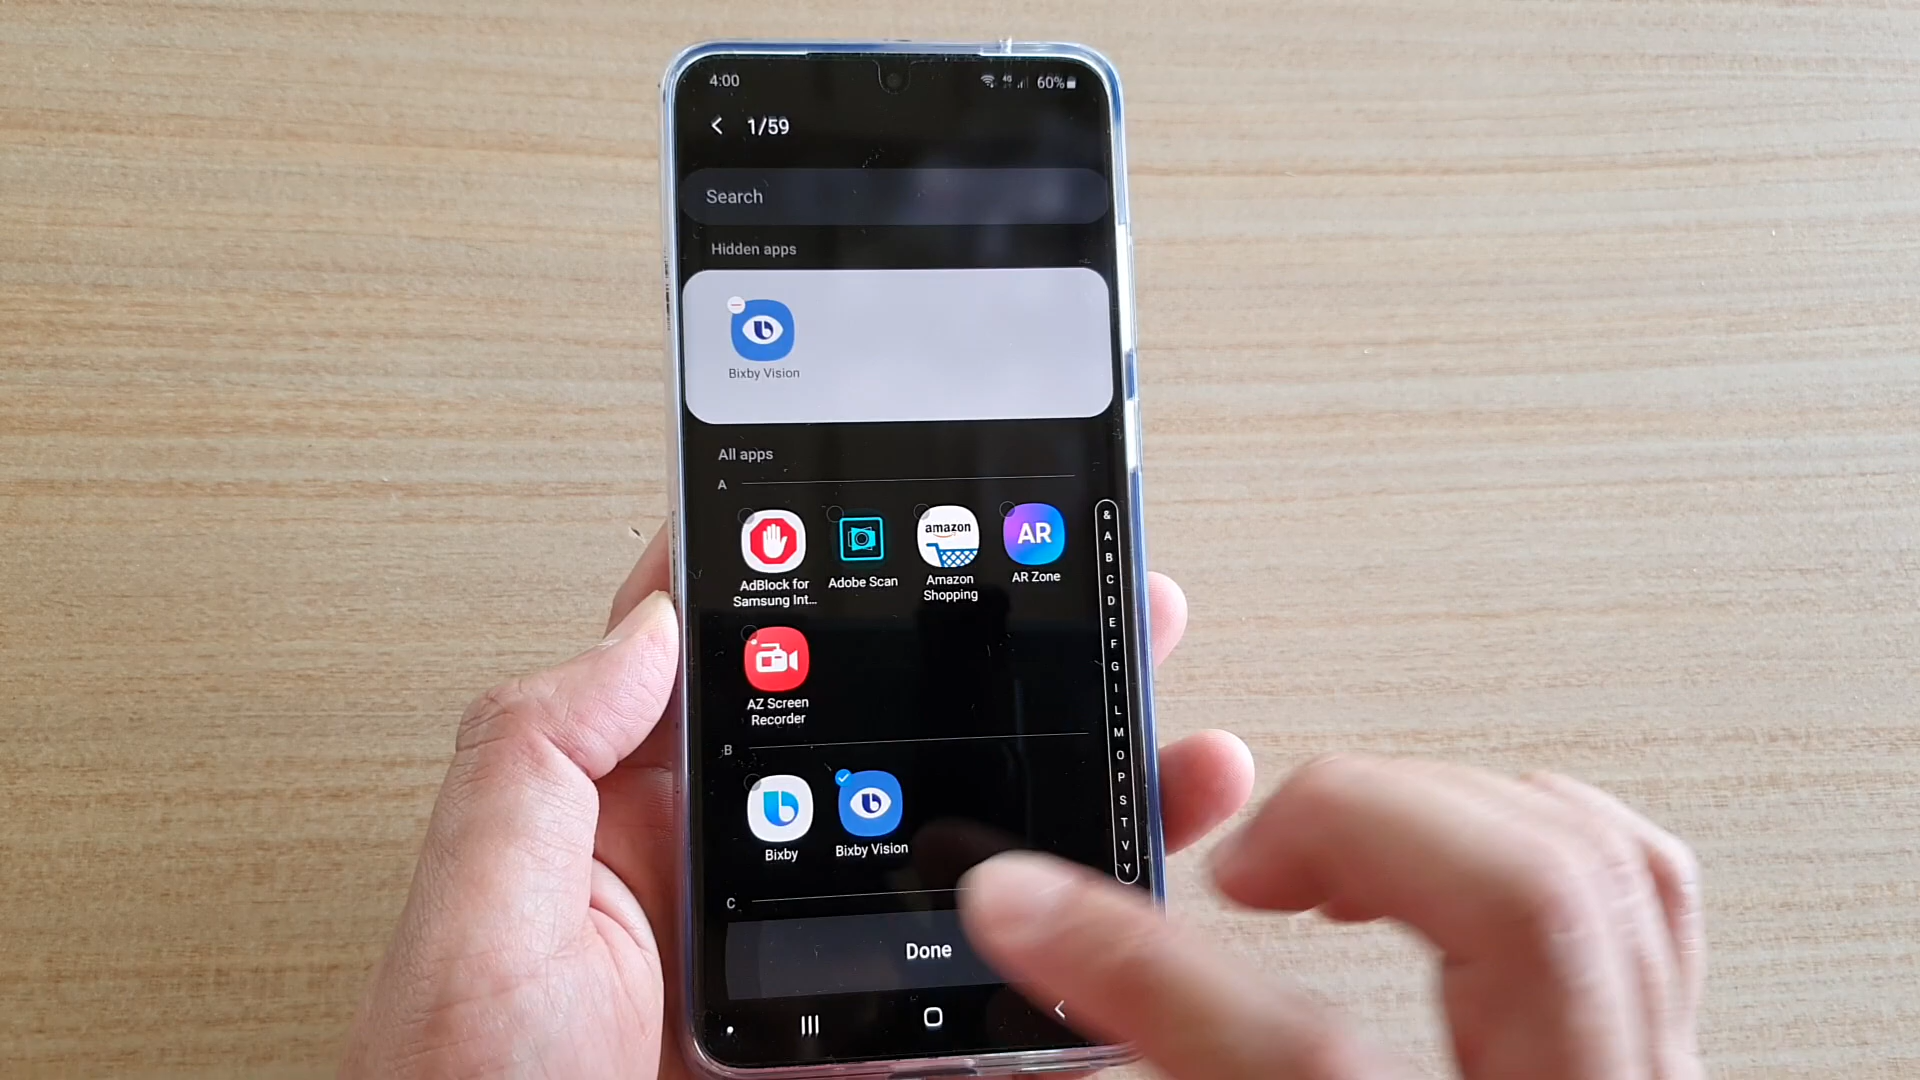 4:00
4G
60%
1/59
Search
Hidden apps
Bixby Vision
All apps
A
amazon
AR
AdBlock for
Samsung Int...
Adobe Scan
Amazon
Shopping
AR Zone
AZ Screen
Recorder
B
Bixby
Bixby Vision
C
Done
&
A
B
C
D
E
F
G
I
L
M
O
P
S
T
V
Y